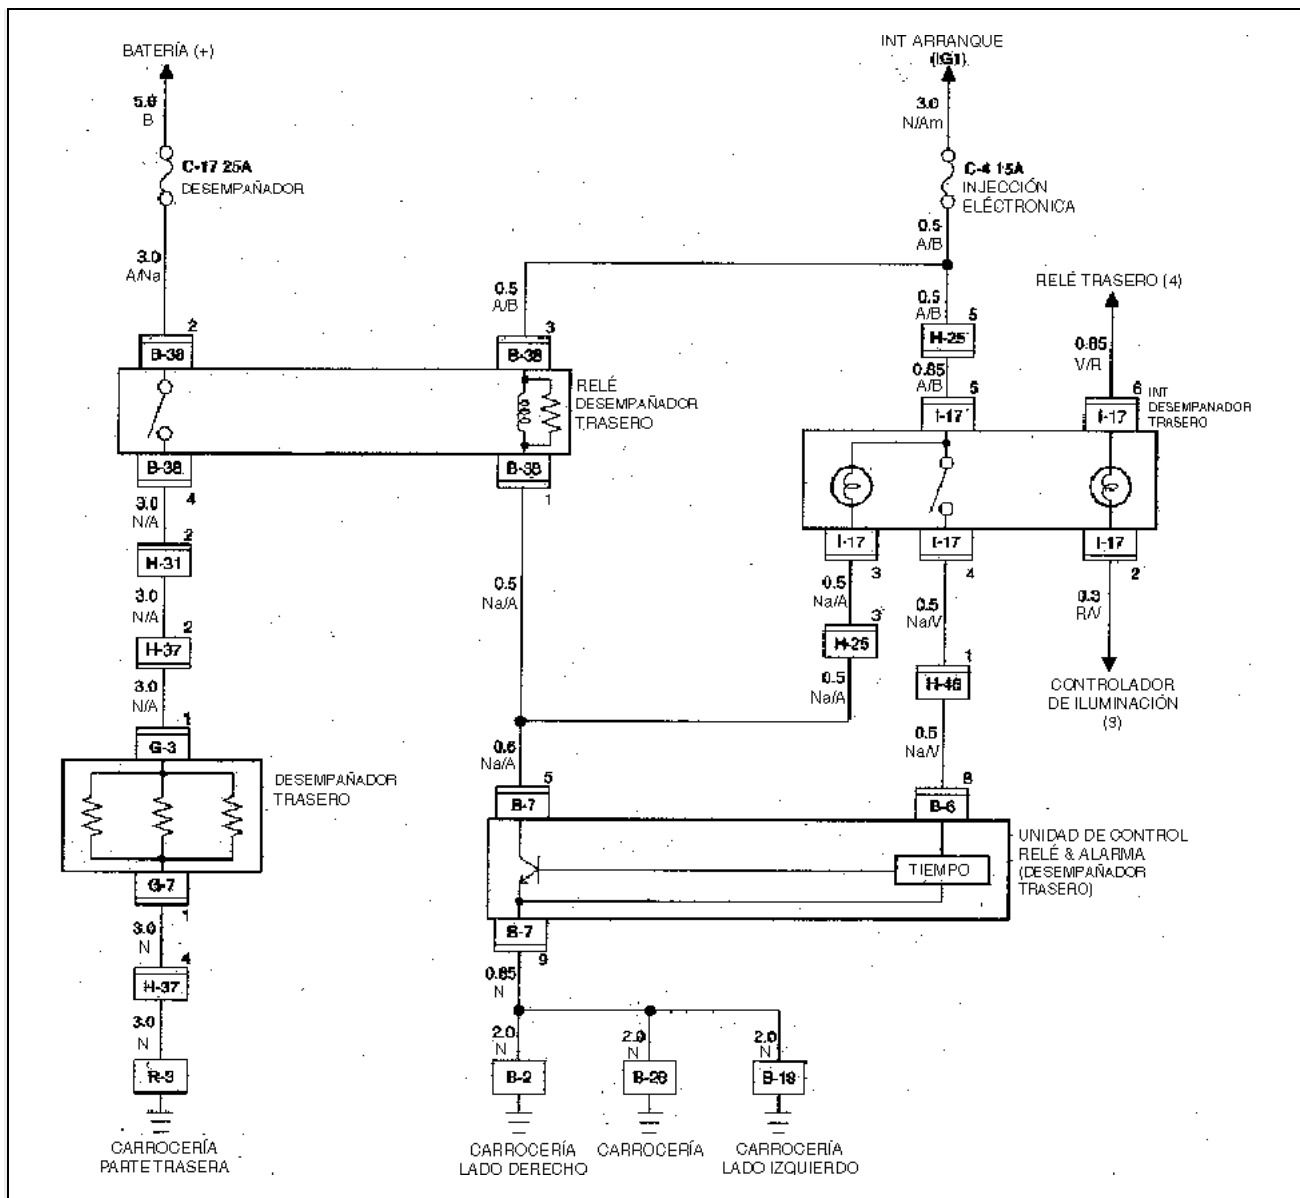 BATERÍA (+)
5.0
B
C-17 25A
DESEMPAÑADOR
3.0
A/Na
INT ARRANQUE
(IG1)
3.0
N/Am
C-4 15A
INJECCIÓN
ELÉCTRONICA
0.5
A/B
0.5
A/B
0.5
A/B
5
H-25
0.85
A/B
5
I-17
RELÉ TRASERO (4)
0.85
V/R
6
I-17
INT
DESEMPANADOR
TRASERO
2
B-38
3
B-38
RELÉ
DESEMPAÑADOR
TRASERO
B-38
4
B-38
1
3.0
N/A
2
H-31
3.0
N/A
2
H-37
3.0
N/A
1
G-3
DESEMPAÑADOR
TRASERO
G-7
1
3.0
N
4
H-37
3.0
N
R-3
CARROCERÍA
PARTE TRASERA
0.5
Na/A
I-17
3
I-17
4
I-17
2
0.5
Na/A
3
H-25
0.5
Na/A
0.5
Na/V
1
H-46
0.5
Na/V
0.3
R/V
CONTROLADOR
DE ILUMINACIÓN
(3)
0.6
Na/A
5
B-7
8
B-6
TIEMPO
UNIDAD DE CONTROL
RELÉ & ALARMA
(DESEMPAÑADOR
TRASERO)
B-7
9
0.85
N
2.0
N
B-2
2.0
N
B-28
2.0
N
B-18
CARROCERÍA
LADO DERECHO
CARROCERÍA
CARROCERÍA
LADO IZQUIERDO